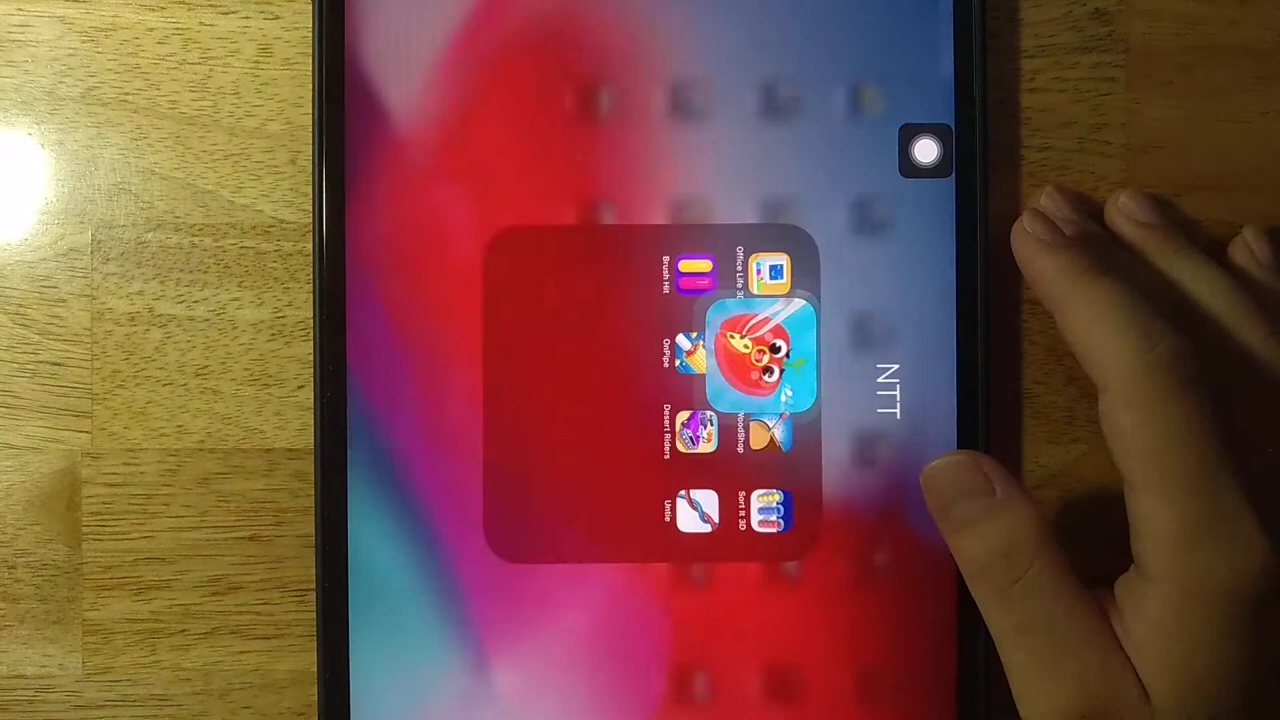 NTT
Office Life 3D
WoodShop
Sort It 3D
Brush Hit
OnPipe
Desert Riders
Untie